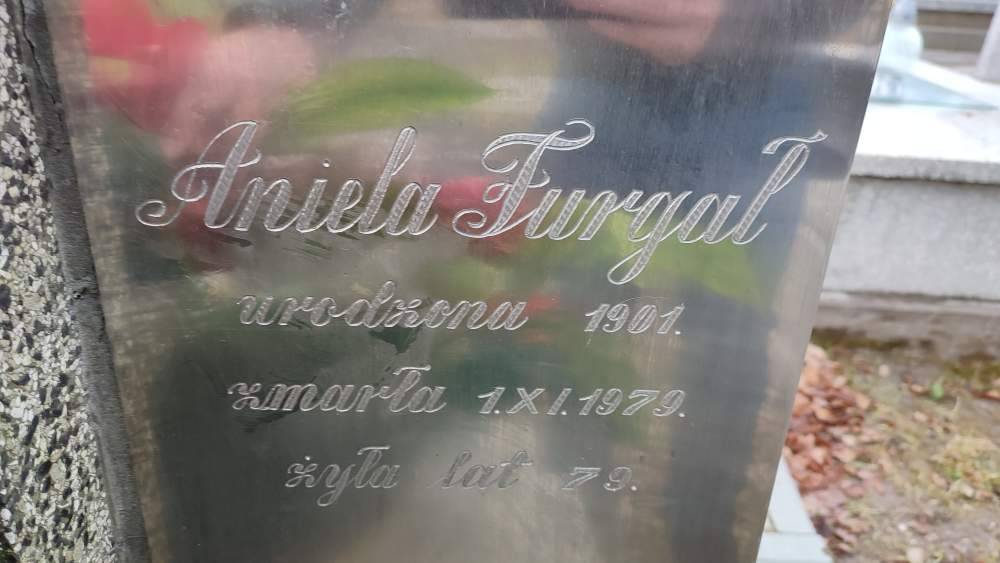 Aniela Furgał
urodzona 1901.
zmarła 1.XI.1979.
żyła lat 79.